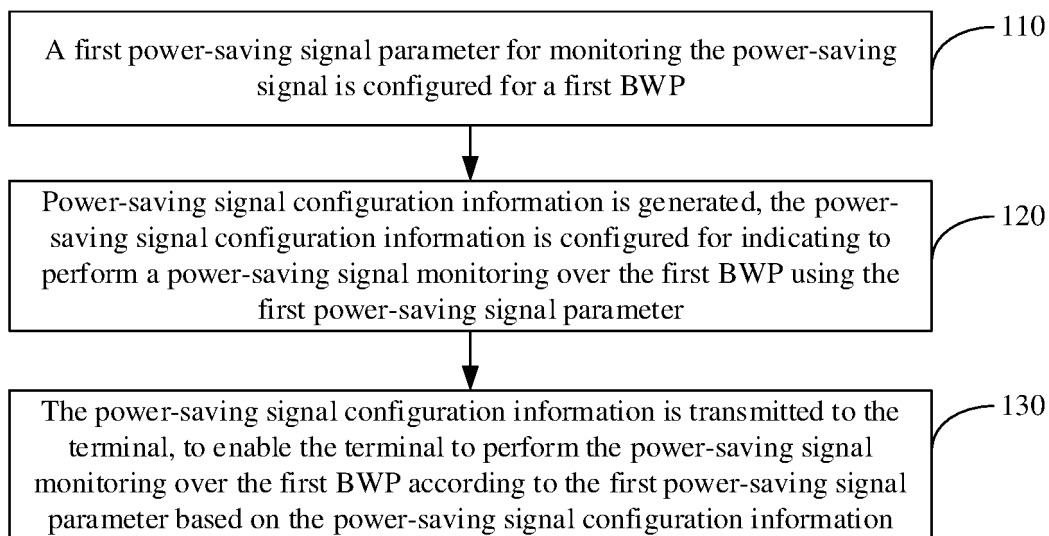 A first power-saving signal parameter for monitoring the power-saving
signal is configured for a first BWP
110
Power-saving signal configuration information is generated, the power-
saving signal configuration information is configured for indicating to
perform a power-saving signal monitoring over the first BWP using the
first power-saving signal parameter
120
The power-saving signal configuration information is transmitted to the
terminal, to enable the terminal to perform the power-saving signal
monitoring over the first BWP according to the first power-saving signal
parameter based on the power-saving signal configuration information
130